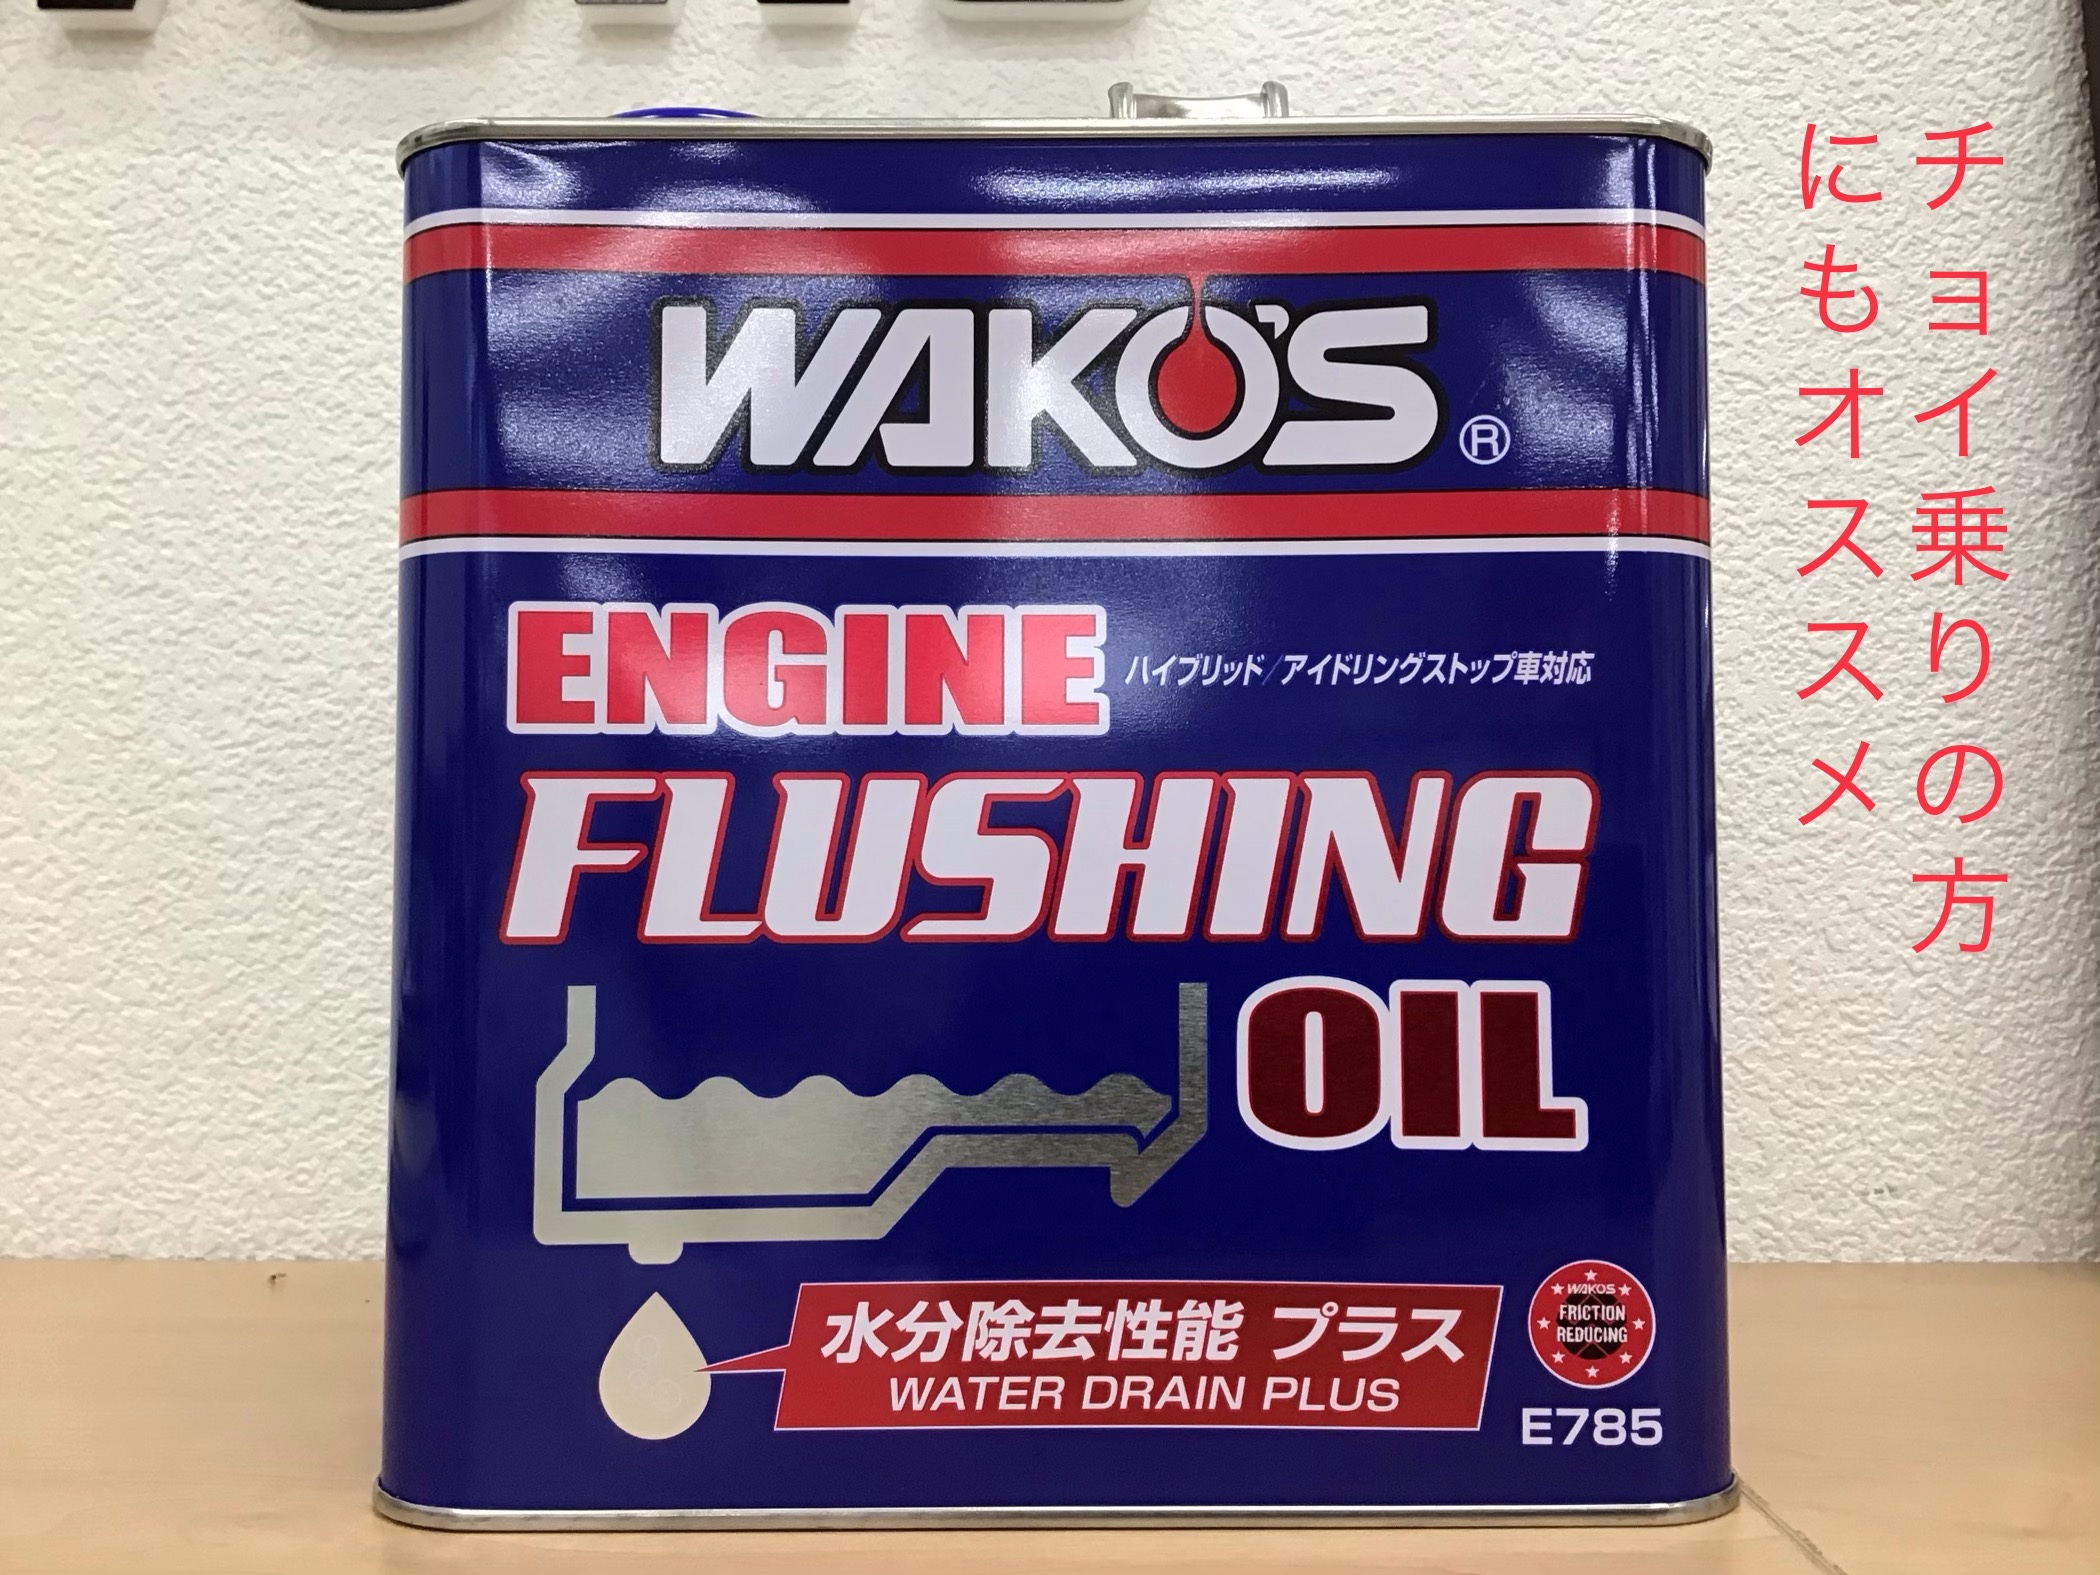 チョイ乗りの方
にもオススメ
WAKO'S®
ENGINE
ハイブリッド/アイドリングストップ車対応
FLUSHING
OIL
水分除去性能 プラス
WATER DRAIN PLUS
WAKO'S
FRICTION
REDUCING
E785